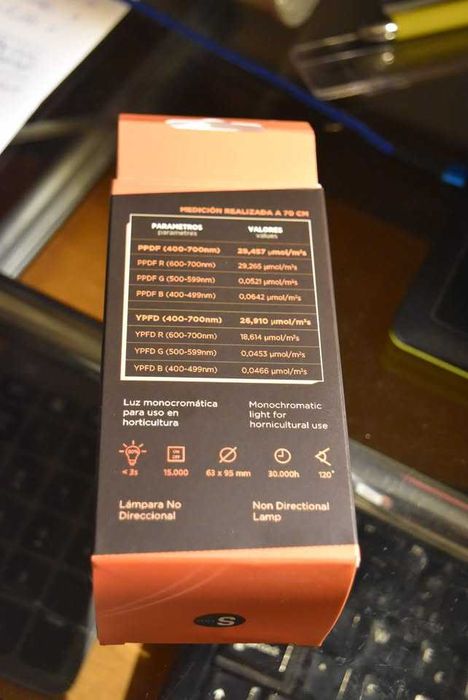 MEDICIÓN REALIZADA A 70 CM
PARAMETROS VALORES
parametres values
PPDF (400-700nm) 29,457 µmol/m²s
PPDF R (600-700nm) 29,265 µmol/m²s
PPDF G (500-599nm) 0,0521 µmol/m²s
PPDF B (400-499nm) 0,0642 µmol/m²s
YPFD (400-700nm) 26,910 µmol/m²s
YPFD R (600-700nm) 18,614 µmol/m²s
YPFD G (500-599nm) 0,0453 µmol/m²s
YPFD B (400-499nm) 0,0466 µmol/m²s
Luz monocromática
para uso en
horticultura
Monochromatic
light for
hornicultural use
80%
ON
OFF
< 3s 15.000 63 x 95 mm 30.000h 120°
Lámpara No
Direccional
Non Directional
Lamp
S